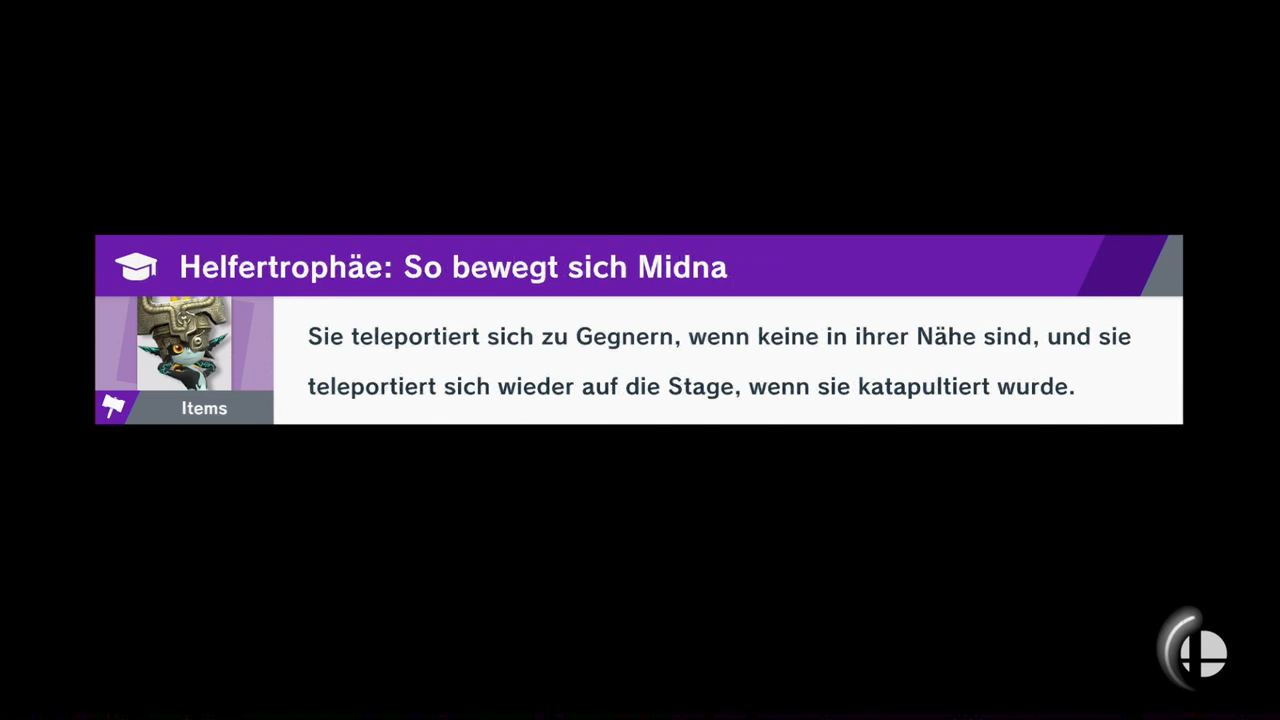 Helfertrophäe: So bewegt sich Midna
Sie teleportiert sich zu Gegnern, wenn keine in ihrer Nähe sind, und sie
teleportiert sich wieder auf die Stage, wenn sie katapultiert wurde.
Items